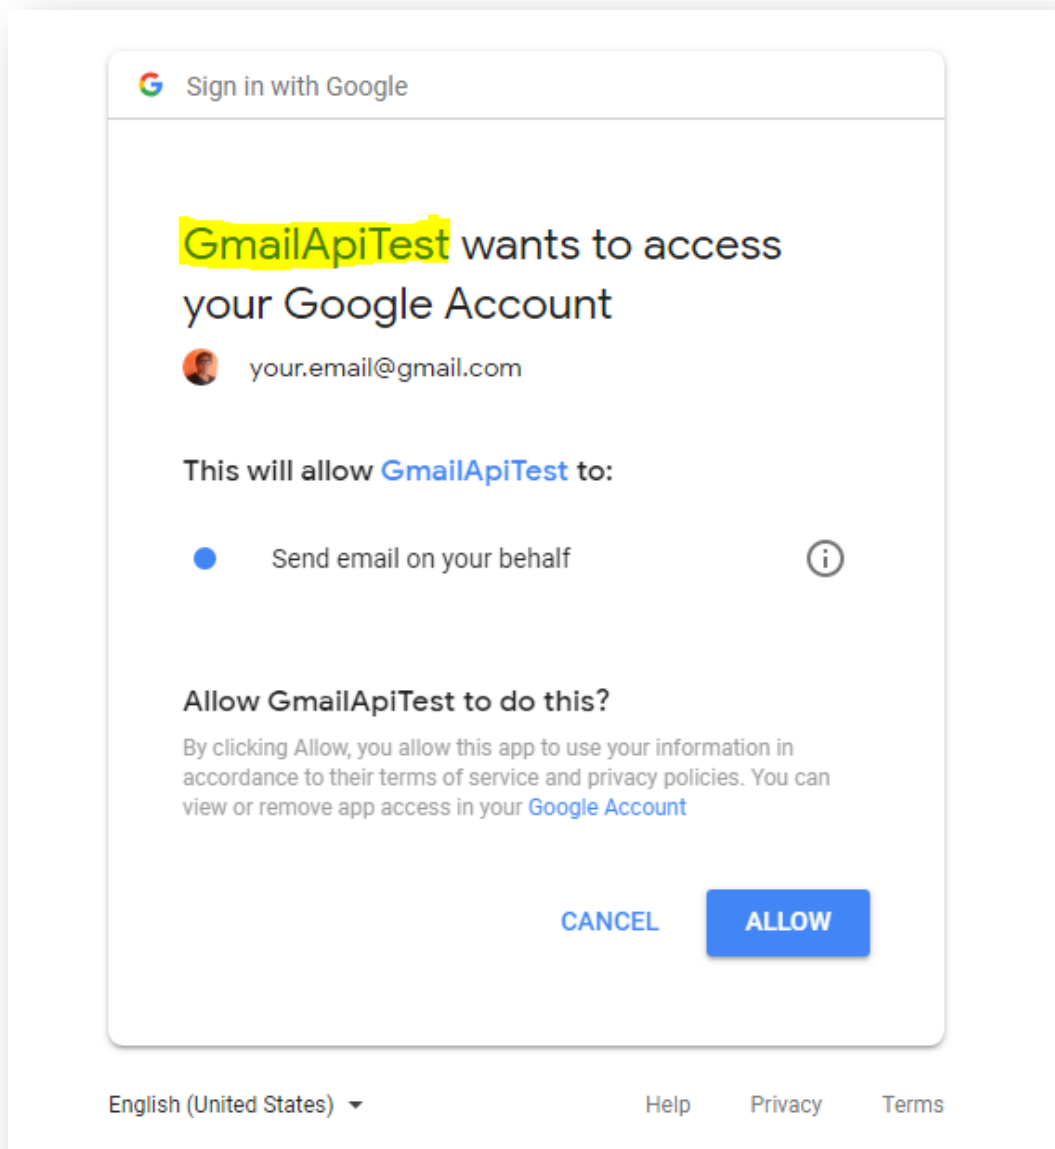 Sign in with Google
GmailApiTest wants to access
your Google Account
your.email@gmail.com
This will allow GmailApiTest to:
Send email on your behalf
Allow GmailApiTest to do this?
By clicking Allow, you allow this app to use your information in
accordance to their terms of service and privacy policies. You can
view or remove app access in your Google Account
CANCEL ALLOW
English (United States) Help Privacy Terms